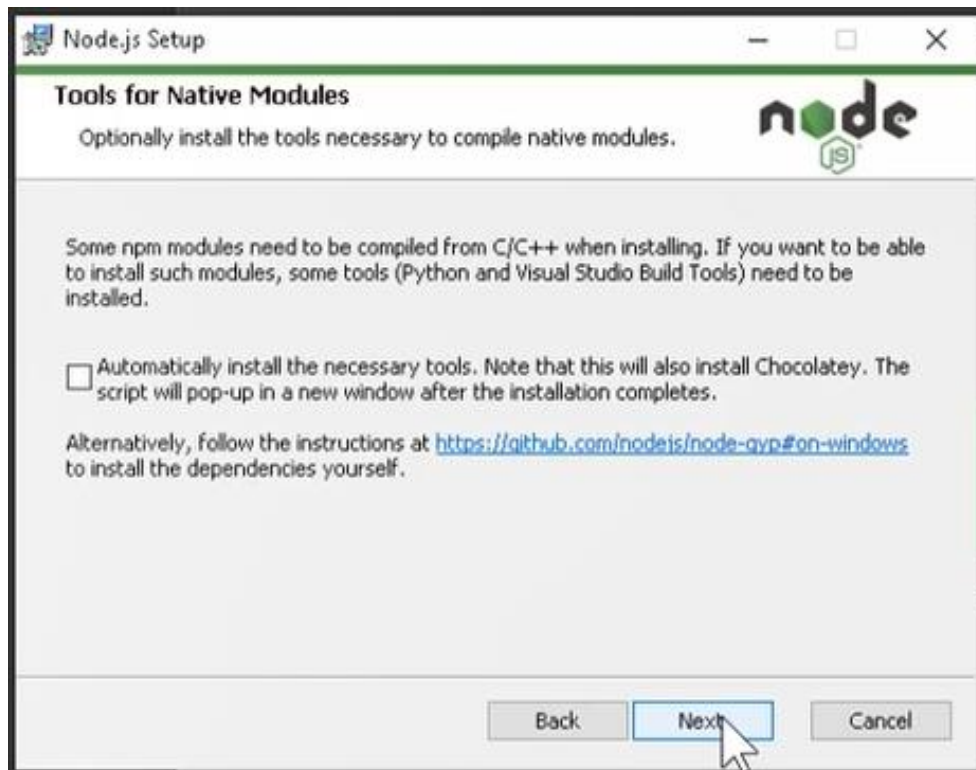 Node.js Setup
Tools for Native Modules
node
JS
Optionally install the tools necessary to compile native modules.
Some npm modules need to be compiled from C/C++ when installing. If you want to be able
to install such modules, some tools (Python and Visual Studio Build Tools) need to be
installed.
Automatically install the necessary tools. Note that this will also install Chocolatey. The
script will pop-up in a new window after the installation completes.
Alternatively, follow the instructions at https://github.com/nodejs/node-gyp#on-windows
to install the dependencies yourself.
Back
Next
Cancel